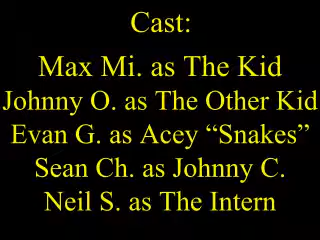 Cast:
Max Mi. as The Kid
Johnny O. as The Other Kid
Evan G. as Acey “Snakes”
Sean Ch. as Johnny C.
Neil S. as The Intern